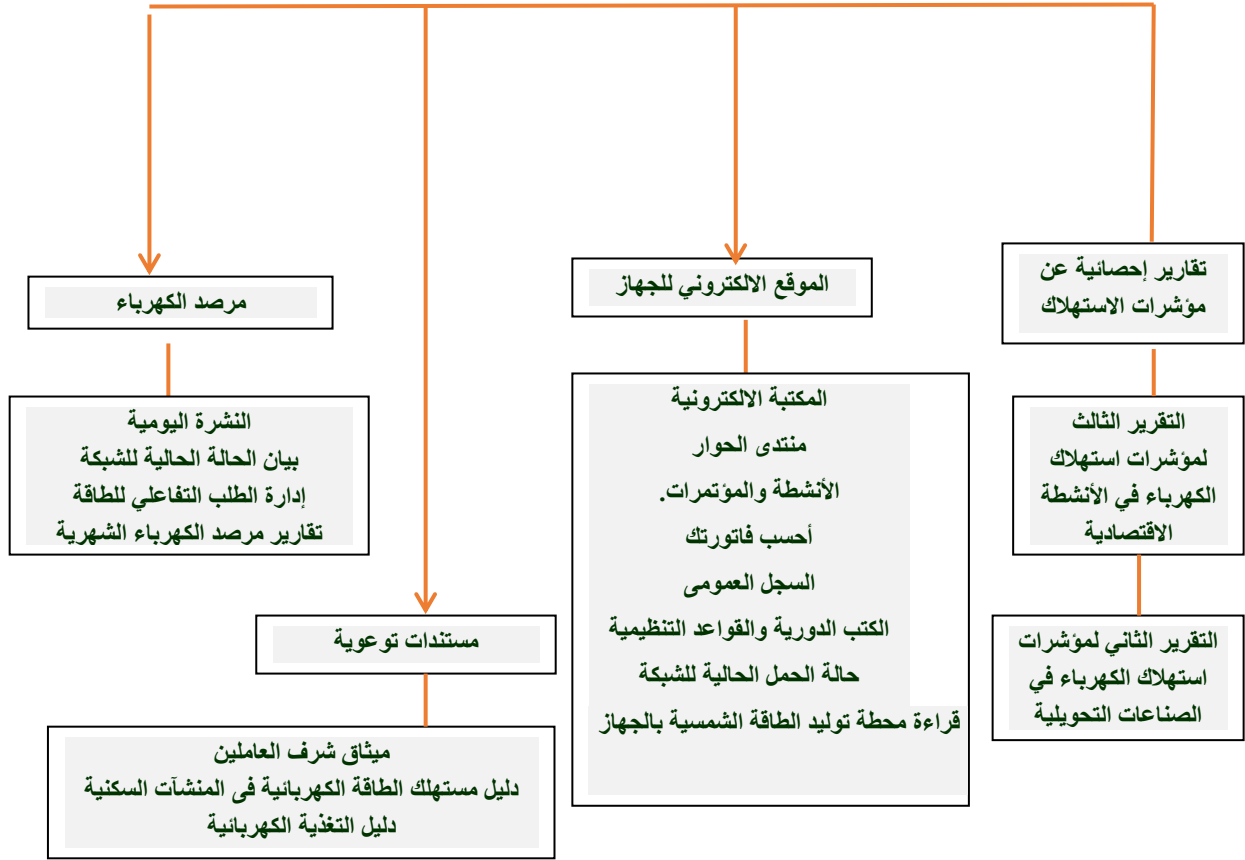 تقارير إحصائية عن
مؤشرات الاستهلاك
التقرير الثالث
لمؤشرات استهلاك
الكهرباء في الأنشطة
الاقتصادية
التقرير الثاني لمؤشرات
استهلاك الكهرباء في
الصناعات التحويلية
الموقع الالكتروني للجهاز
المكتبة الالكترونية
منتدى الحوار
الأنشطة والمؤتمرات.
أحسب فاتورتك
السجل العمومى
الكتب الدورية والقواعد التنظيمية
حالة الحمل الحالية للشبكة
قراءة محطة توليد الطاقة الشمسية بالجهاز
مستندات توعوية
ميثاق شرف العاملين
دليل مستهلك الطاقة الكهربائية فى المنشآت السكنية
دليل التغذية الكهربائية
مرصد الكهرباء
النشرة اليومية
بيان الحالة الحالية للشبكة
إدارة الطلب التفاعلي للطاقة
تقارير مرصد الكهرباء الشهرية